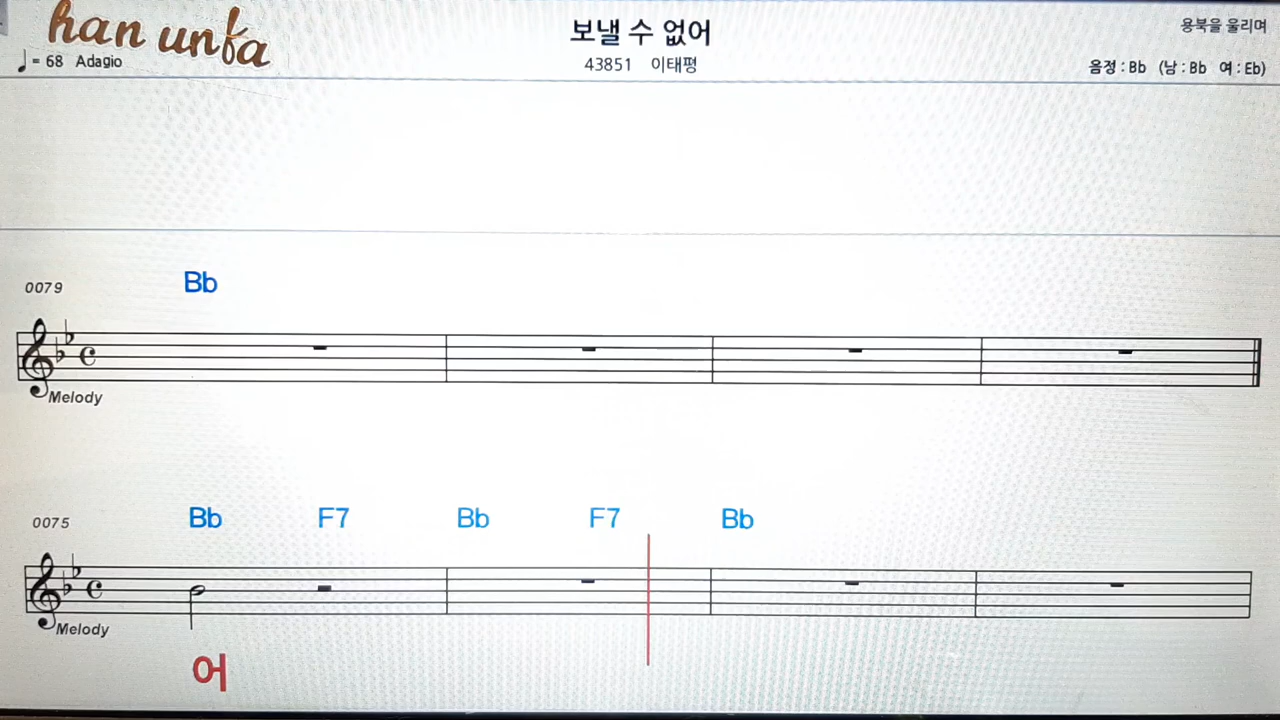 han unfa
보낼 수 없어
용북을 울리며
♩ = 68 Adagio
43851 이태평
음정 : Bb (남 : Bb 여 : Eb)
0079
Bb
Melody
0075
Bb F7 Bb F7 Bb
Melody
어